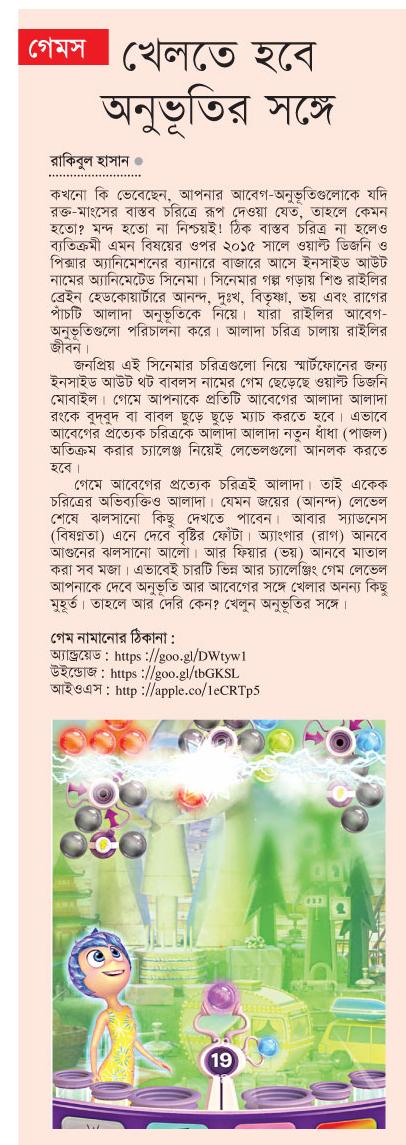 গেমস
খেলতে হবে
অনুভূতির সঙ্গে
রাকিবুল হাসান
কখনো কি ভেবেছেন, আপনার আবেগ-অনুভূতিগুলোকে যদি
রক্ত-মাংসের বাস্তব চরিত্রে রূপ দেওয়া যেত, তাহলে কেমন
হতো? মন্দ হতো না নিশ্চয়ই! ঠিক বাস্তব চরিত্র না হলেও
ব্যতিক্রমী এমন বিষয়ের ওপর ২০১৫ সালে ওয়াল্ট ডিজনি ও
পিক্সার অ্যানিমেশনের ব্যানারে বাজারে আসে ইনসাইড আউট
নামের অ্যানিমেটেড সিনেমা। সিনেমার গল্প গড়ায় শিশু রাইলির
ব্রেইন হেডকোয়ার্টারে আনন্দ, দুঃখ, বিতৃষ্ণা, ভয় এবং রাগের
পাঁচটি আলাদা অনুভূতিকে নিয়ে। যারা রাইলির আবেগ-
অনুভূতিগুলো পরিচালনা করে। আলাদা চরিত্র চালায় রাইলির
জীবন।
জনপ্রিয় এই সিনেমার চরিত্রগুলো নিয়ে স্মার্টফোনের জন্য
ইনসাইড আউট থট বাবলস নামের গেম ছেড়েছে ওয়াল্ট ডিজনি
মোবাইল। গেমে আপনাকে প্রতিটি আবেগের আলাদা আলাদা
রংকে বুদ্‌বুদ বা বাবল ছুড়ে ছুড়ে ম্যাচ করতে হবে। এভাবে
আবেগের প্রত্যেক চরিত্রকে আলাদা আলাদা নতুন ধাঁধা (পাজল)
অতিক্রম করার চ্যালেঞ্জ নিয়েই লেভেলগুলো আনলক করতে
হবে।
গেমে আবেগের প্রত্যেক চরিত্রই আলাদা। তাই একেক
চরিত্রের অভিব্যক্তিও আলাদা। যেমন জয়ের (আনন্দ) লেভেল
শেষে ঝলসানো কিছু দেখতে পাবেন। আবার স্যাডনেস
(বিষণ্নতা) এনে দেবে বৃষ্টির ফোঁটা। অ্যাংগার (রাগ) আনবে
আগুনের ঝলসানো আলো। আর ফিয়ার (ভয়) আনবে মাতাল
করা সব মজা। এভাবেই চারটি ভিন্ন আর চ্যালেঞ্জিং গেম লেভেল
আপনাকে দেবে অনুভূতি আর আবেগের সঙ্গে খেলার অনন্য কিছু
মুহূর্ত। তাহলে আর দেরি কেন? খেলুন অনুভূতির সঙ্গে।
গেম নামানোর ঠিকানা :
অ্যান্ড্রয়েড : https ://goo.gl/DWtyw1
উইন্ডোজ : https ://goo.gl/tbGKSL
আইওএস : http ://apple.co/1eCRTp5
19